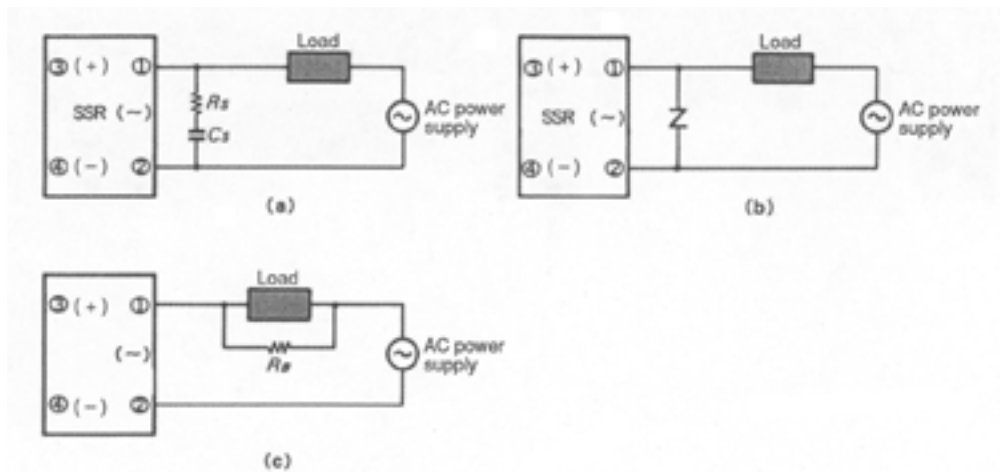 Load
③ (+) ①
Rs
SSR (~)
Cs
AC power
supply
④ (-) ②
(a)
Load
③ (+) ①
SSR (~)
AC power
supply
④ (-) ②
(b)
Load
③ (+) ①
Rs
(~)
AC power
supply
④ (-) ②
(c)